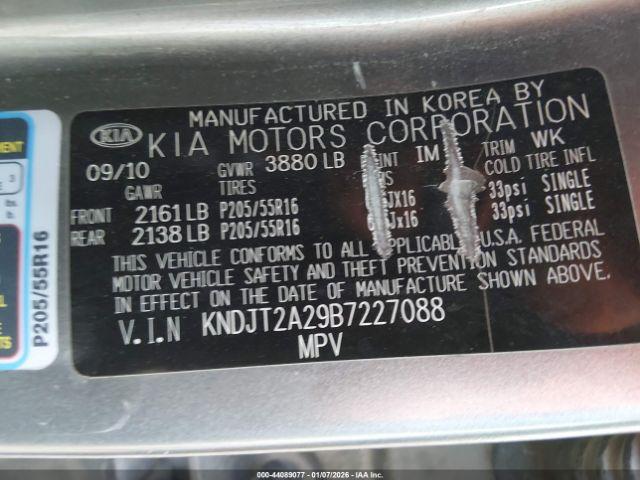 MANUFACTURED IN KOREA BY
KIA KIA MOTORS CORPORATION
09/10 GVWR 3880 LB IM TRIM WK
GAWR TIRES COLD TIRE INFL
FRONT 2161 LB P205/55R16 33psi SINGLE
REAR 2138 LB P205/55R16 33psi SINGLE
THIS VEHICLE CONFORMS TO ALL APPLICABLE U.S.A. FEDERAL
MOTOR VEHICLE SAFETY AND THEFT PREVENTION STANDARDS
IN EFFECT ON THE DATE OF MANUFACTURE SHOWN ABOVE.
V.I.N KNDJT2A29B7227088
MPV
P205/55R16
000-44089077 - 01/07/2026 - IAAI.COM